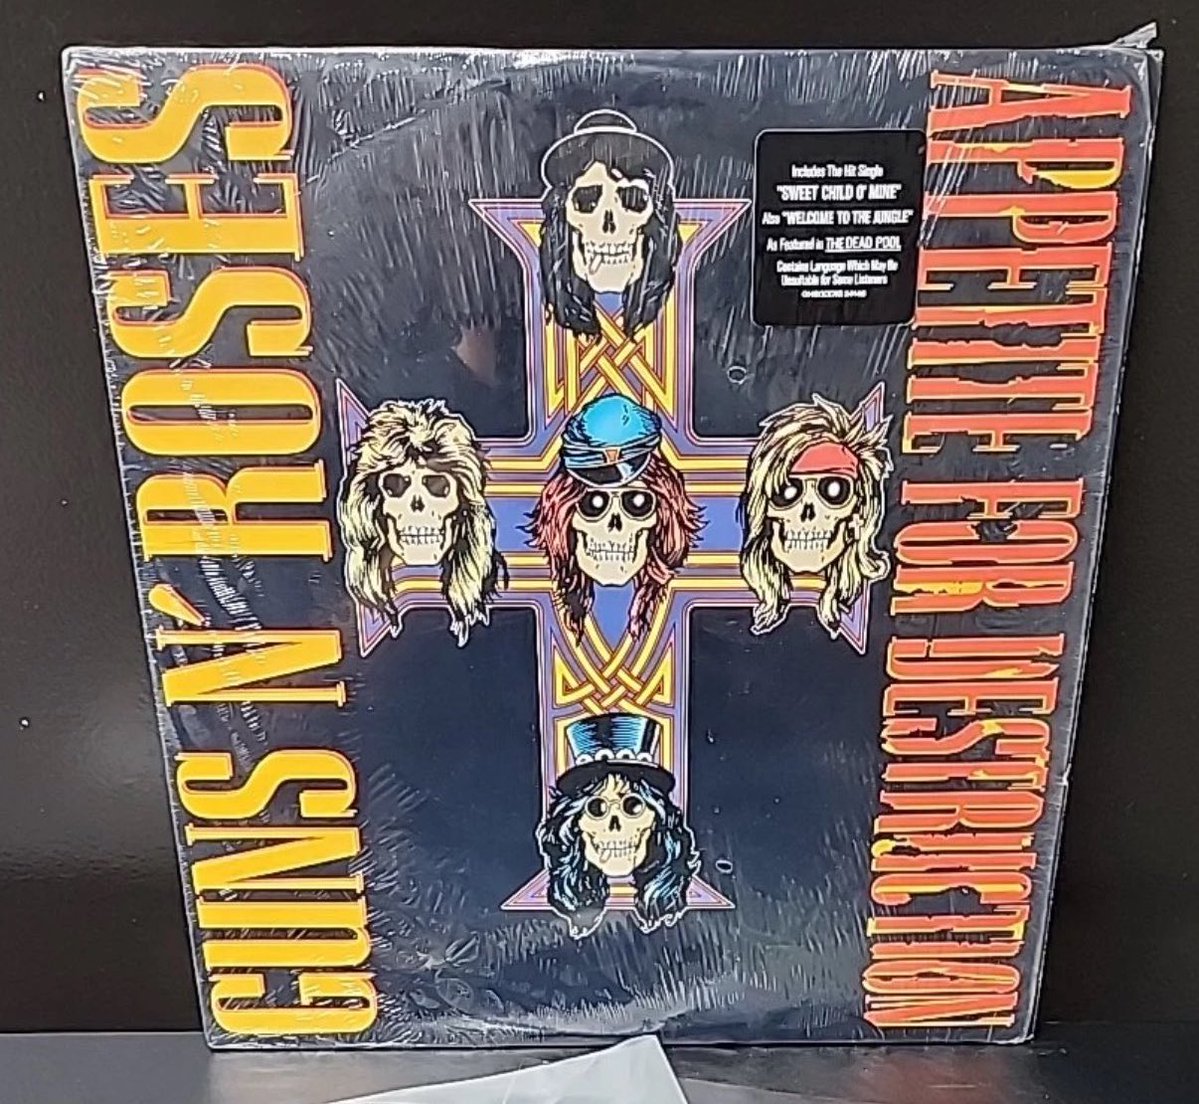 GUNS N' ROSES
Includes The Hit Single
"SWEET CHILD O' MINE"
Also "WELCOME TO THE JUNGLE"
As Featured in THE DEAD POOL
Contains Language Which May Be
Unsuitable for Some Listeners
APPETITE FOR DESTRUCTION